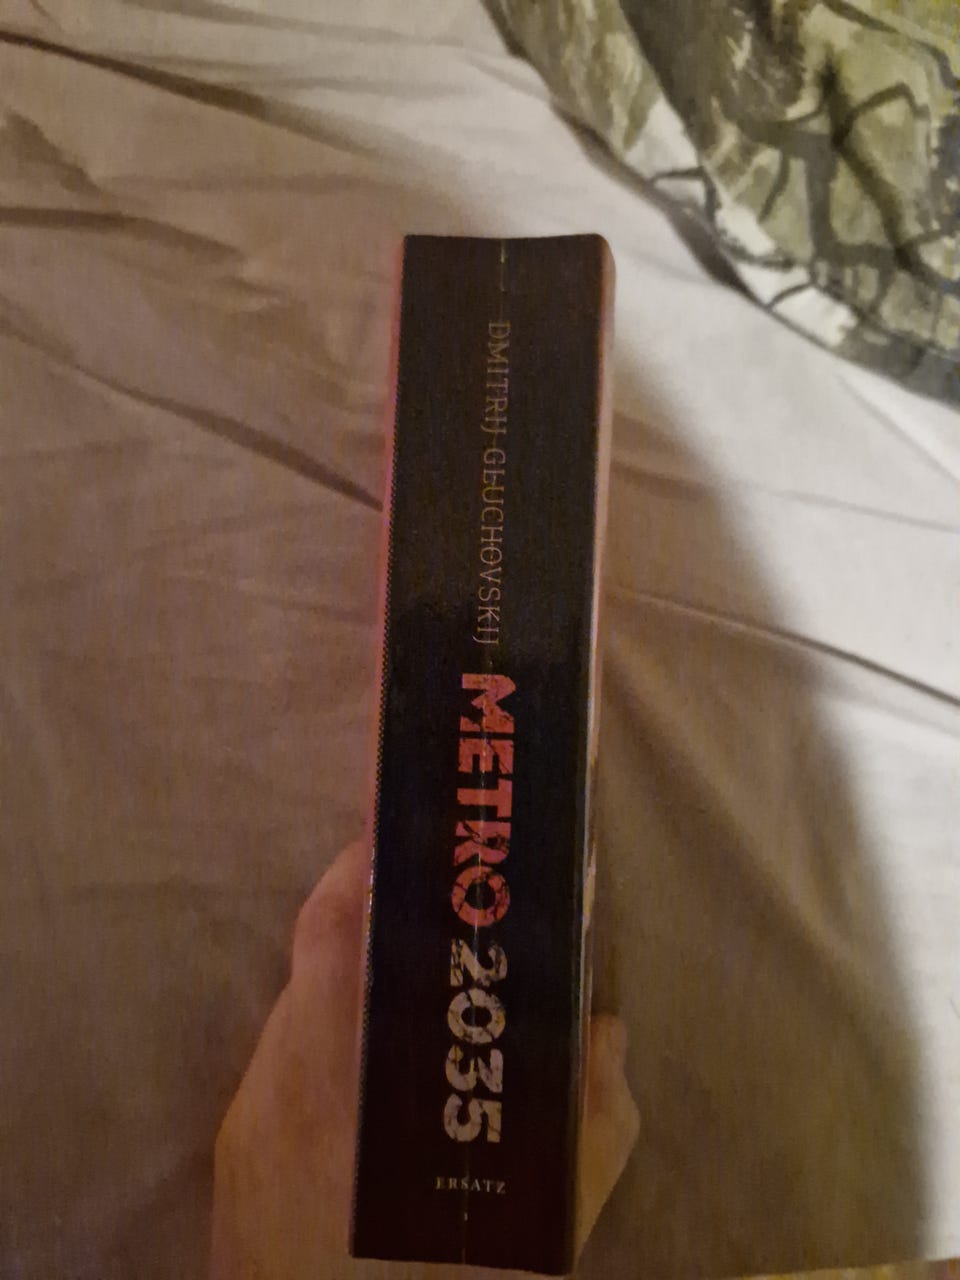 DMITRIJ GLUCHOVSKIJ
METRO 2035
ERSATZ